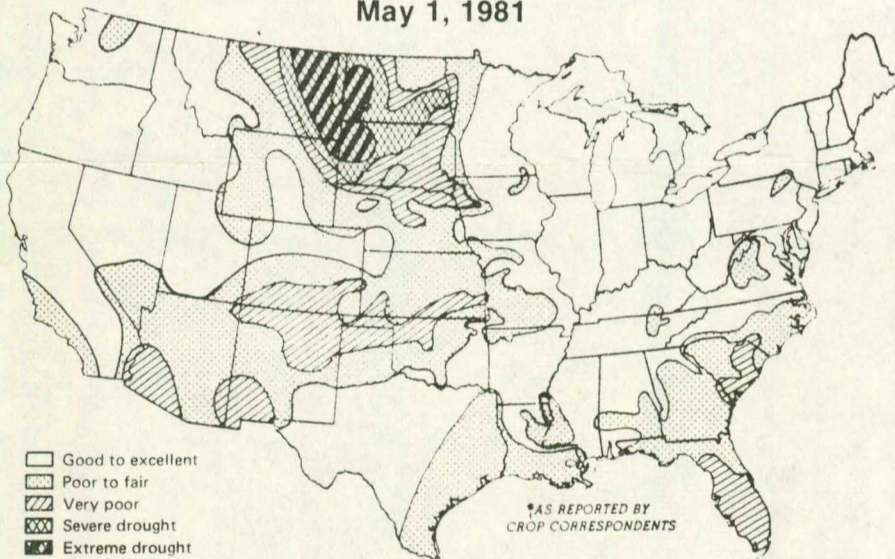 May 1, 1981
Good to excellent
Poor to fair
Very poor
Severe drought
Extreme drought
*AS REPORTED BY
CROP CORRESPONDENTS